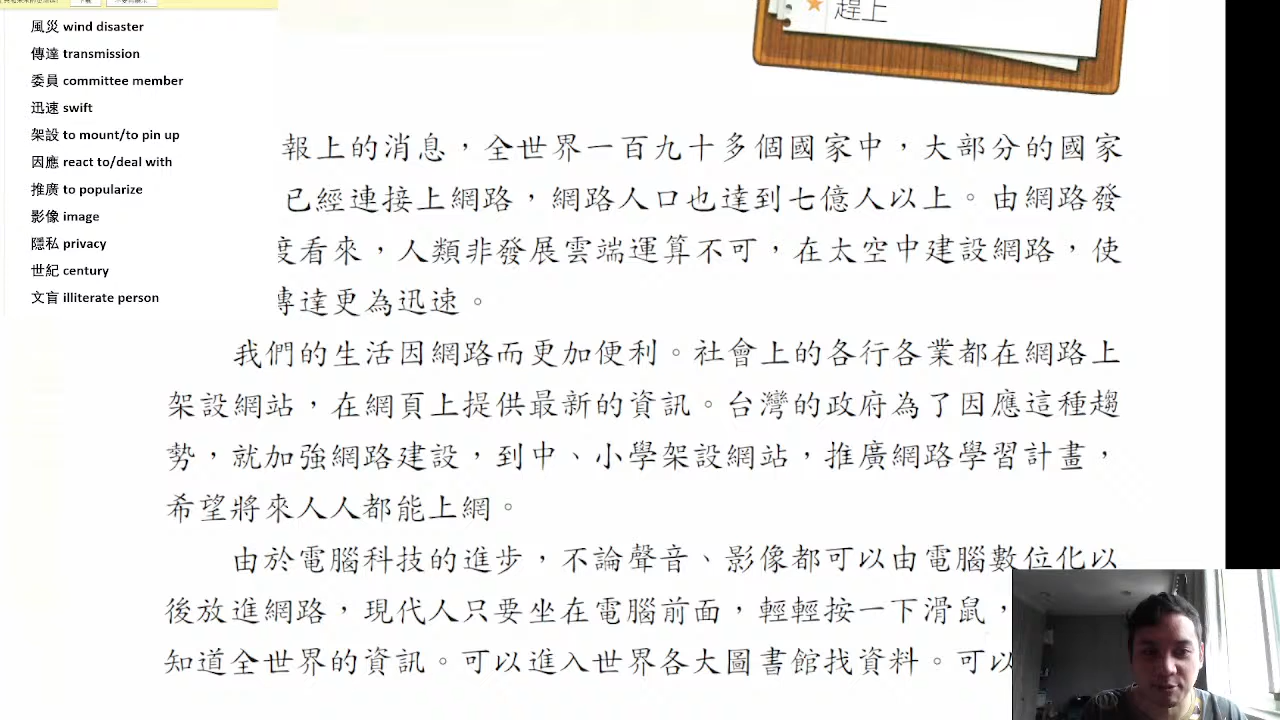 趕上
風災 wind disaster
傳達 transmission
委員 committee member
迅速 swift
架設 to mount/to pin up
因應 react to/deal with
推廣 to popularize
影像 image
隱私 privacy
世紀 century
文盲 illiterate person
報上的消息，全世界一百九十多個國家中，大部分的國家
已經連接上網路，網路人口也達到七億人以上。由網路發
度看來，人類非發展雲端運算不可，在太空中建設網路，使
傳達更為迅速。
我們的生活因網路而更加便利。社會上的各行各業都在網路上
架設網站，在網頁上提供最新的資訊。台灣的政府為了因應這種趨
勢，就加強網路建設，到中、小學架設網站，推廣網路學習計畫，
希望將來人人都能上網。
由於電腦科技的進步，不論聲音、影像都可以由電腦數位化以
後放進網路，現代人只要坐在電腦前面，輕輕按一下滑鼠，
知道全世界的資訊。可以進入世界各大圖書館找資料。可以